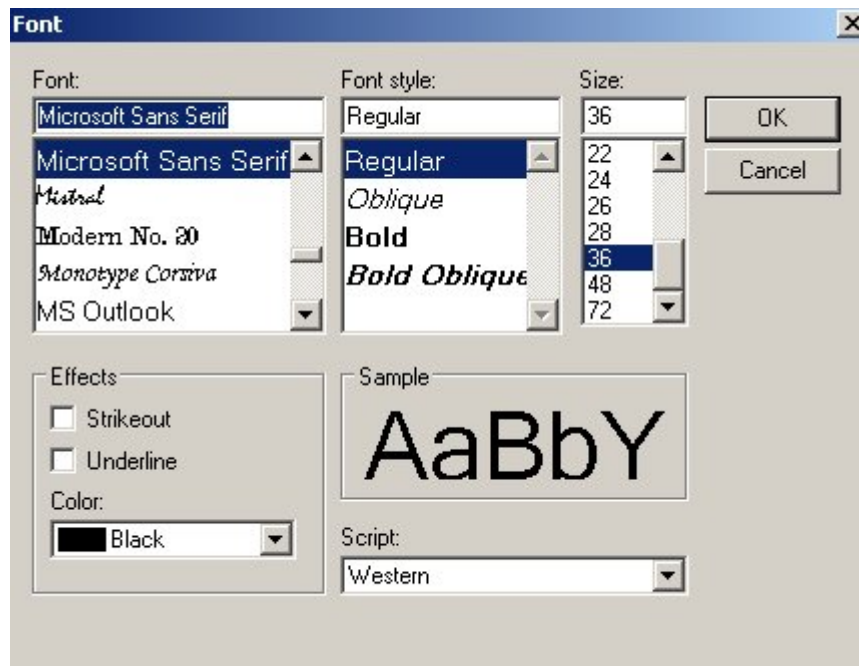 Font
Font:
Microsoft Sans Serif
Microsoft Sans Serif
Mistral
Modern No. 20
Monotype Corsiva
MS Outlook
Font style:
Regular
Regular
Oblique
Bold
Bold Oblique
Size:
36
22
24
26
28
36
48
72
OK
Cancel
Effects
Strikeout
Underline
Color:
Black
Sample
AaBbY
Script:
Western